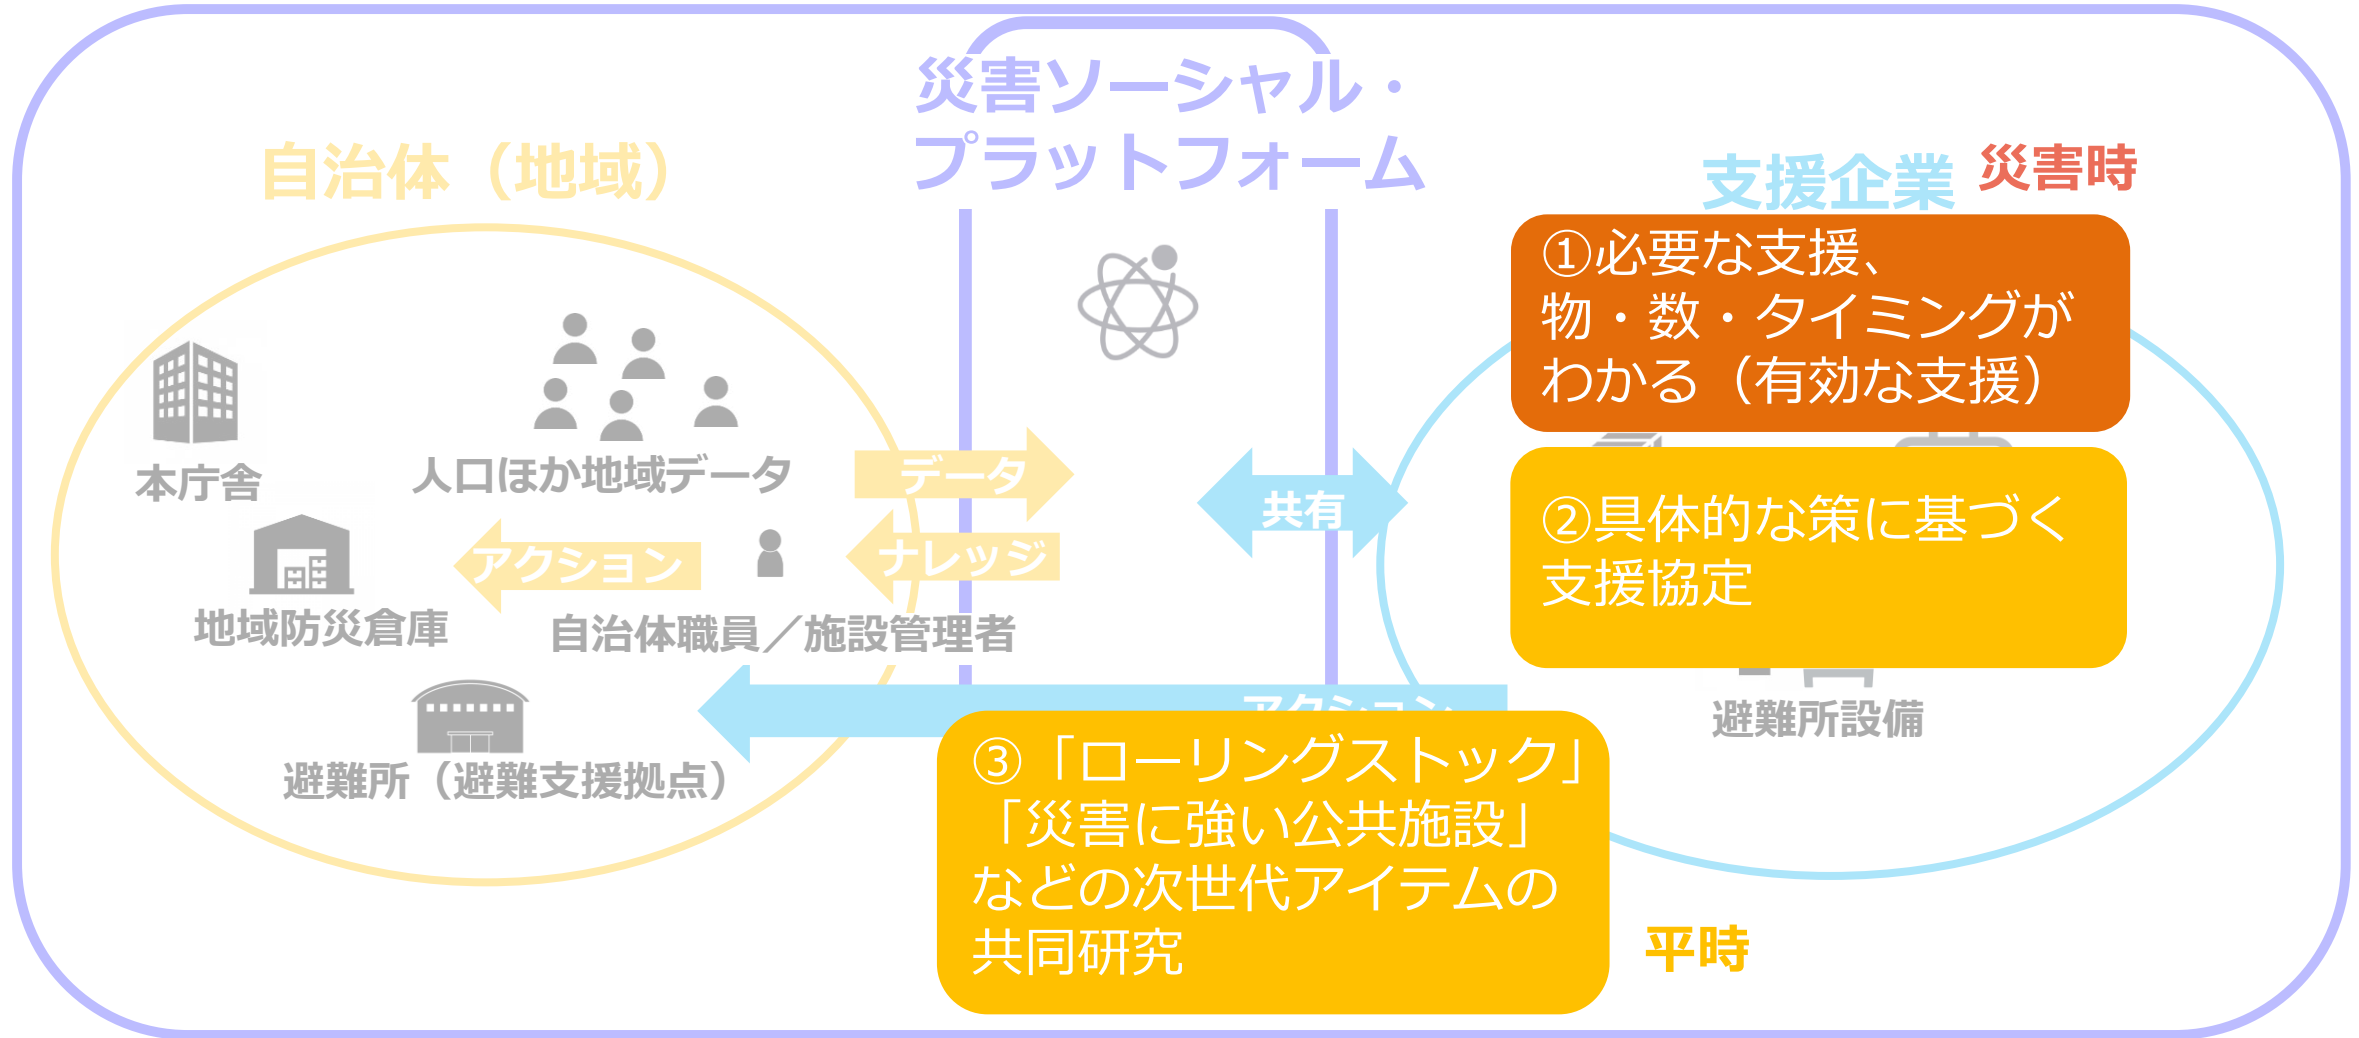 災害ソーシャル・
プラットフォーム
自治体（地域）
支援企業
災害時
①必要な支援、
物・数・タイミングが
わかる（有効な支援）
本庁舎
人口ほか地域データ
データ
共有
②具体的な策に基づく
支援協定
アクション
ナレッジ
地域防災倉庫
自治体職員／施設管理者
アクション
避難所設備
避難所（避難支援拠点）
③「ローリングストック」
「災害に強い公共施設」
などの次世代アイテムの
共同研究
平時